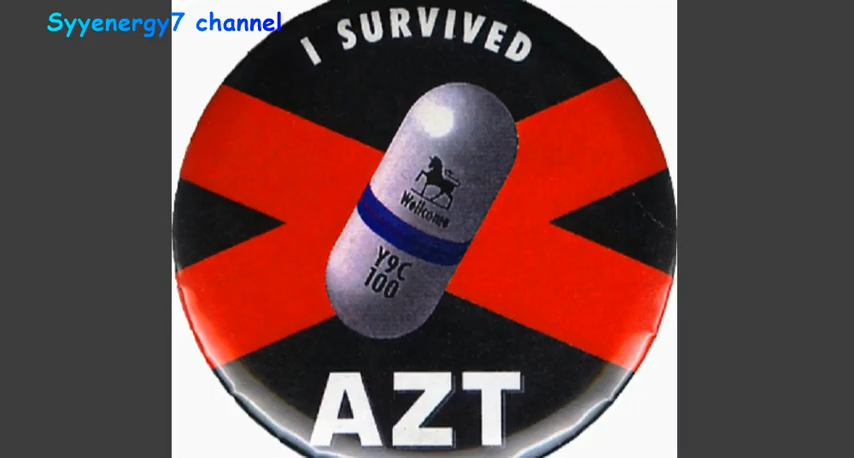 Syyenergy7 channel
I SURVIVED
Wellcome
Y9C
100
AZT